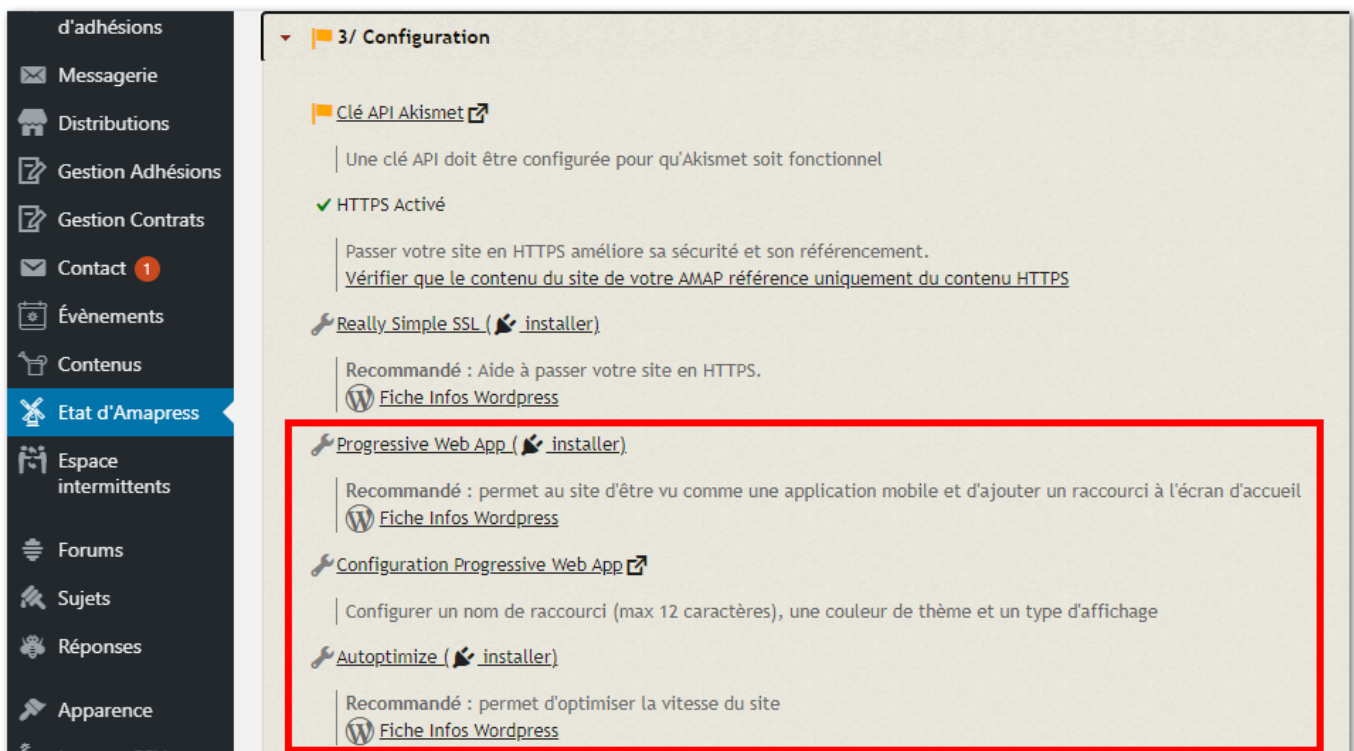 d'adhésions
Messagerie
Distributions
Gestion Adhésions
Gestion Contrats
Contact 1
Évènements
Contenus
Etat d'Amapress
Espace
intermittents
Forums
Sujets
Réponses
Apparence
3/ Configuration
Clé API Akismet
Une clé API doit être configurée pour qu'Akismet soit fonctionnel
HTTPS Activé
Passer votre site en HTTPS améliore sa sécurité et son référencement.
Vérifier que le contenu du site de votre AMAP référence uniquement du contenu HTTPS
Really Simple SSL ( installer)
Recommandé : Aide à passer votre site en HTTPS.
Fiche Infos Wordpress
Progressive Web App ( installer)
Recommandé : permet au site d'être vu comme une application mobile et d'ajouter un raccourci à l'écran d'accueil
Fiche Infos Wordpress
Configuration Progressive Web App
Configurer un nom de raccourci (max 12 caractères), une couleur de thème et un type d'affichage
Autoptimize ( installer)
Recommandé : permet d'optimiser la vitesse du site
Fiche Infos Wordpress